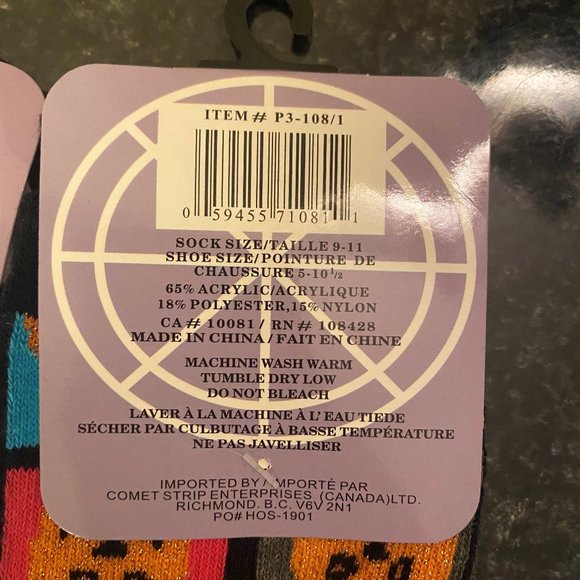 ITEM# P3-108/1
0 59455 71081 1
SOCK SIZE/TAILLE 9-11
SHOE SIZE/POINTURE DE
CHAUSSURE 5-10 1/2
65% ACRYLIC/ACRYLIQUE
18% POLYESTER,15% NYLON
CA# 10081 / RN# 108428
MADE IN CHINA/ FAIT EN CHINE
MACHINE WASH WARM
TUMBLE DRY LOW
DO NOT BLEACH
LAVER À LA MACHINE À L'EAU TIEDE
SÉCHER PAR CULBUTAGE À BASSE TEMPÉRATURE
NE PAS JAVELLISER
IMPORTED BY / IMPORTÉ PAR
COMET STRIP ENTERPRISES (CANADA)LTD.
RICHMOND. B.C. V6V 2N1
PO# HOS-1901